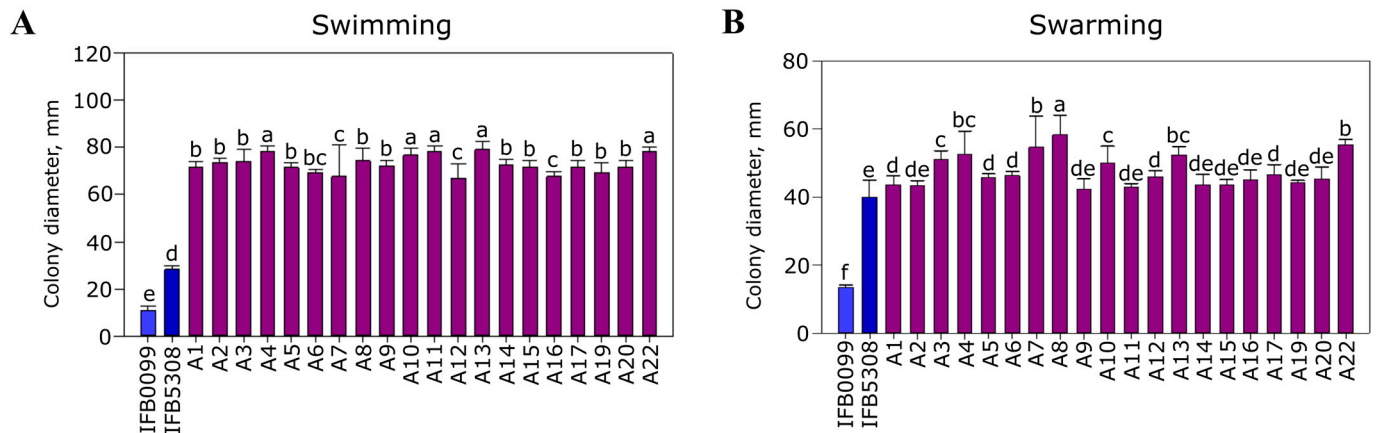 A
Swimming
Colony diameter, mm
120
100
80
60
40
20
0
e d b b b a b bc c b b a a c a b b c b b b a
IFB0099 IFB5308 A1 A2 A3 A4 A5 A6 A7 A8 A9 A10 A11 A12 A13 A14 A15 A16 A17 A19 A20 A22
B
Swarming
Colony diameter, mm
80
60
40
20
0
f e d de c bc d d b a de c de d bc de de de d de de b
IFB0099 IFB5308 A1 A2 A3 A4 A5 A6 A7 A8 A9 A10 A11 A12 A13 A14 A15 A16 A17 A19 A20 A22